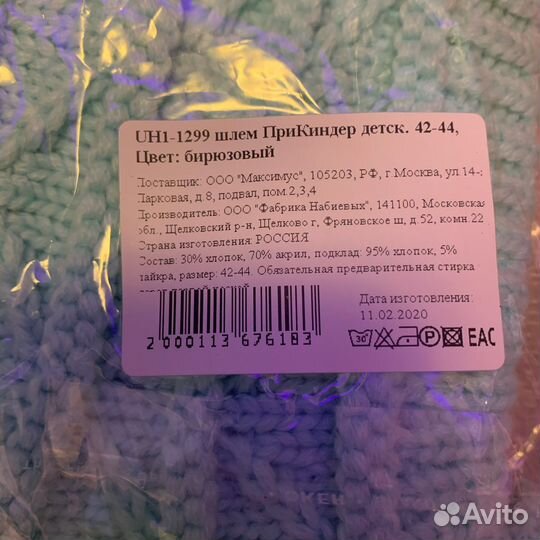 UH1-1299 шлем ПриКиндер детск. 42-44,
Цвет: бирюзовый
Поставщик: ООО "Максимус", 105203, РФ, г.Москва, ул.14-
Парковая, д.8, подвал, пом.2,3,4
Производитель: ООО "Фабрика Набиевых", 141100, Московская
обл., Щелковский р-н, Щелково г, Фряновское ш, д.52, комн.22
Страна изготовления: РОССИЯ
Состав: 30% хлопок, 70% акрил, подклад: 95% хлопок, 5%
лайкра, размер: 42-44. Обязательная предварительная стирка
Дата изготовления:
11.02.2020
30
P
EAC
2 000113 676183
Avito